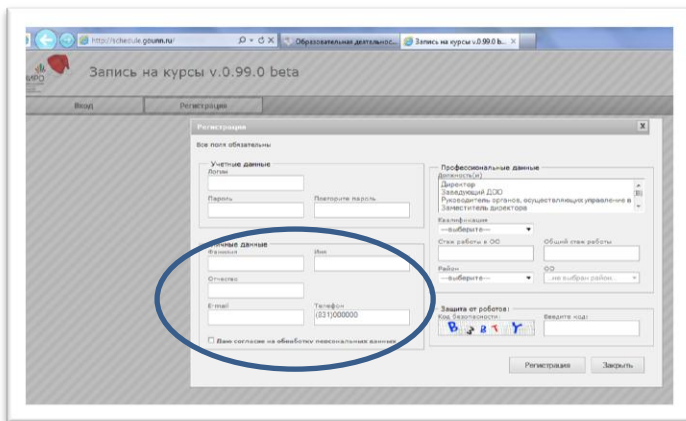 http://schedule.gounn.ru/
Образовательная деятельнос...
Запись на курсы v.0.99.0 b...
Запись на курсы v.0.99.0 beta
Вход
Регистрация
Регистрация
X
Все поля обязательны
Учетные данные
Логин
Пароль
Повторите пароль
Личные данные
Фамилия
Имя
Отчество
E-mail
Телефон
(831)000000
Даю согласие на обработку персональных данных
Профессиональные данные
Должность(и)
Директор
Заведующий ДОО
Руководитель органов, осуществляющих управление в
Заместитель директора
Квалификация
---выберите---
Стаж работы в ОО
Общий стаж работы
Район
ОО
---выберите---
...не выбран район...
Защита от роботов:
Код безопасности:
Введите код:
Регистрация
Закрыть